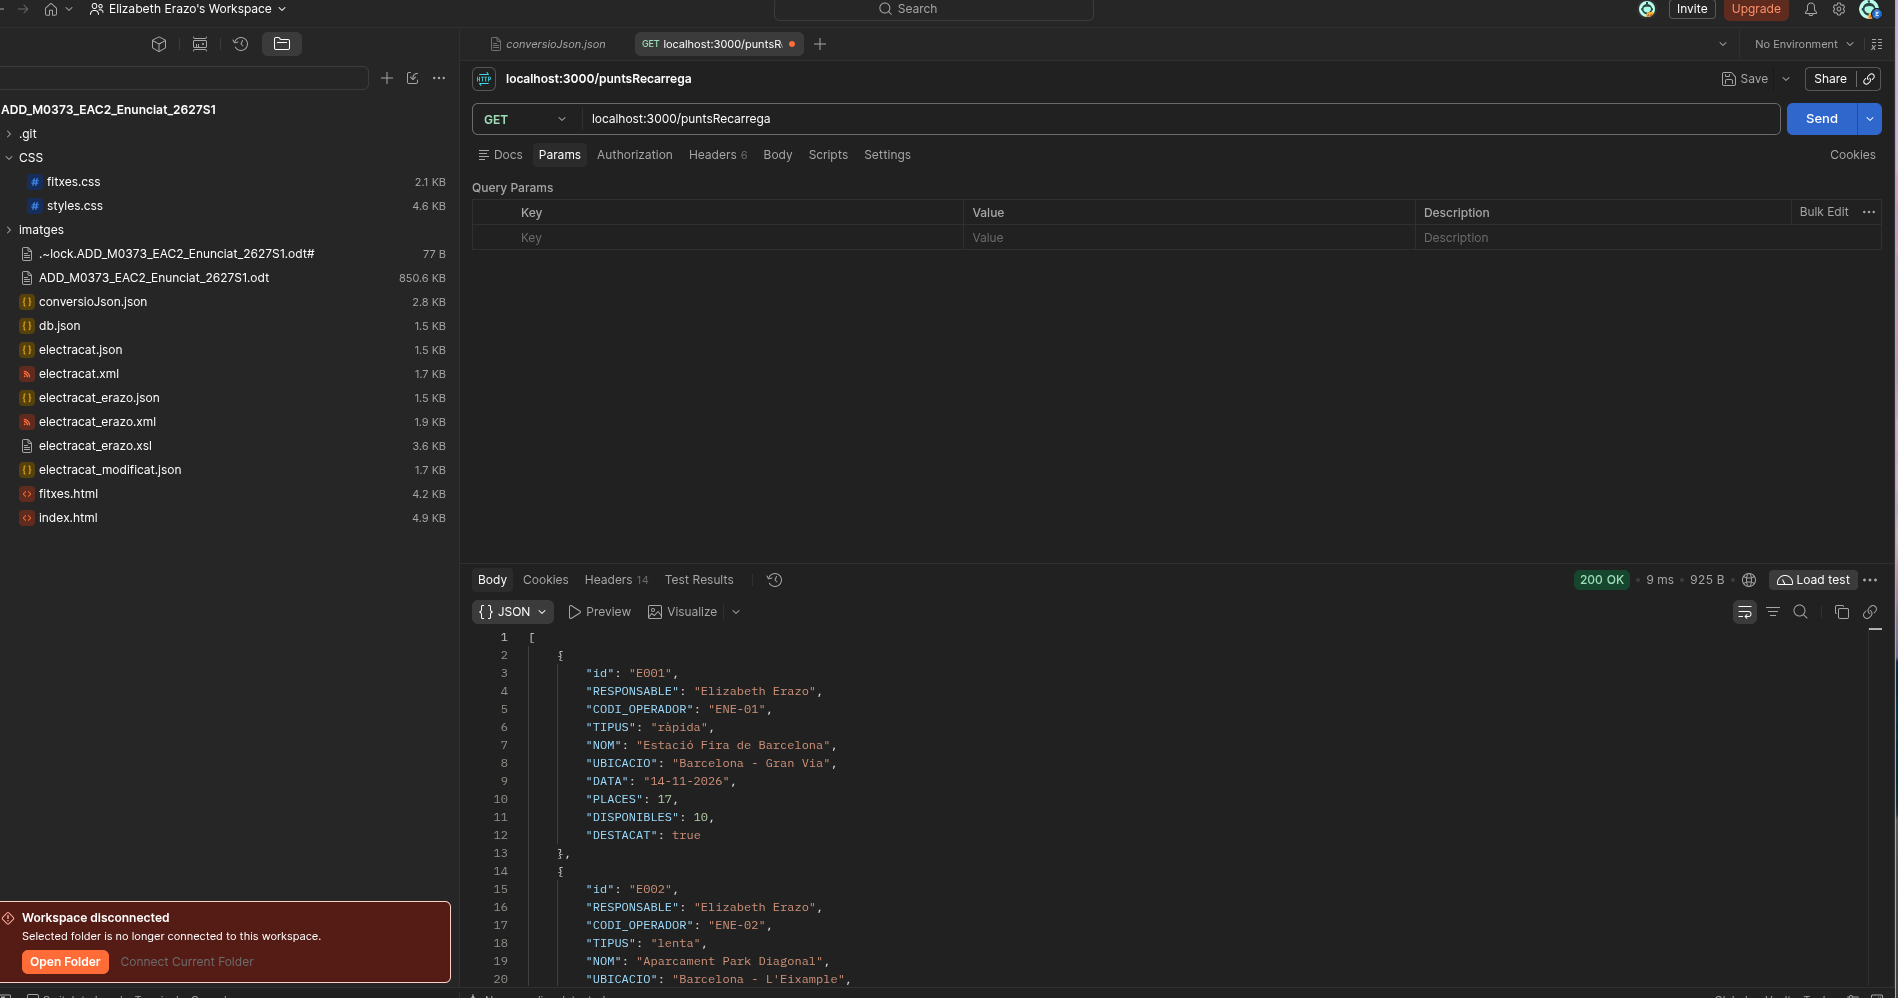 Elizabeth Erazo's Workspace
Search
Invite
Upgrade
conversioJson.json
GET localhost:3000/puntsR
No Environment
ADD_M0373_EAC2_Enunciat_2627S1
.git
CSS
fitxes.css 2.1 KB
styles.css 4.6 KB
imatges
.~lock.ADD_M0373_EAC2_Enunciat_2627S1.odt# 77 B
ADD_M0373_EAC2_Enunciat_2627S1.odt 850.6 KB
conversioJson.json 2.8 KB
db.json 1.5 KB
electracat.json 1.5 KB
electracat.xml 1.7 KB
electracat_erazo.json 1.5 KB
electracat_erazo.xml 1.9 KB
electracat_erazo.xsl 3.6 KB
electracat_modificat.json 1.7 KB
fitxes.html 4.2 KB
index.html 4.9 KB
Workspace disconnected
Selected folder is no longer connected to this workspace.
Open Folder Connect Current Folder
HTTP localhost:3000/puntsRecarrega
Save
Share
GET localhost:3000/puntsRecarrega
Send
Docs Params Authorization Headers 6 Body Scripts Settings
Cookies
Query Params
Key Value Description Bulk Edit
Key Value Description
Body Cookies Headers 14 Test Results
200 OK • 9 ms • 925 B
Load test
{} JSON Preview Visualize
1 [
2 {
3 "id": "E001",
4 "RESPONSABLE": "Elizabeth Erazo",
5 "CODI_OPERADOR": "ENE-01",
6 "TIPUS": "ràpida",
7 "NOM": "Estació Fira de Barcelona",
8 "UBICACIO": "Barcelona - Gran Via",
9 "DATA": "14-11-2026",
10 "PLACES": 17,
11 "DISPONIBLES": 10,
12 "DESTACAT": true
13 },
14 {
15 "id": "E002",
16 "RESPONSABLE": "Elizabeth Erazo",
17 "CODI_OPERADOR": "ENE-02",
18 "TIPUS": "lenta",
19 "NOM": "Aparcament Park Diagonal",
20 "UBICACIO": "Barcelona - L'Eixample",